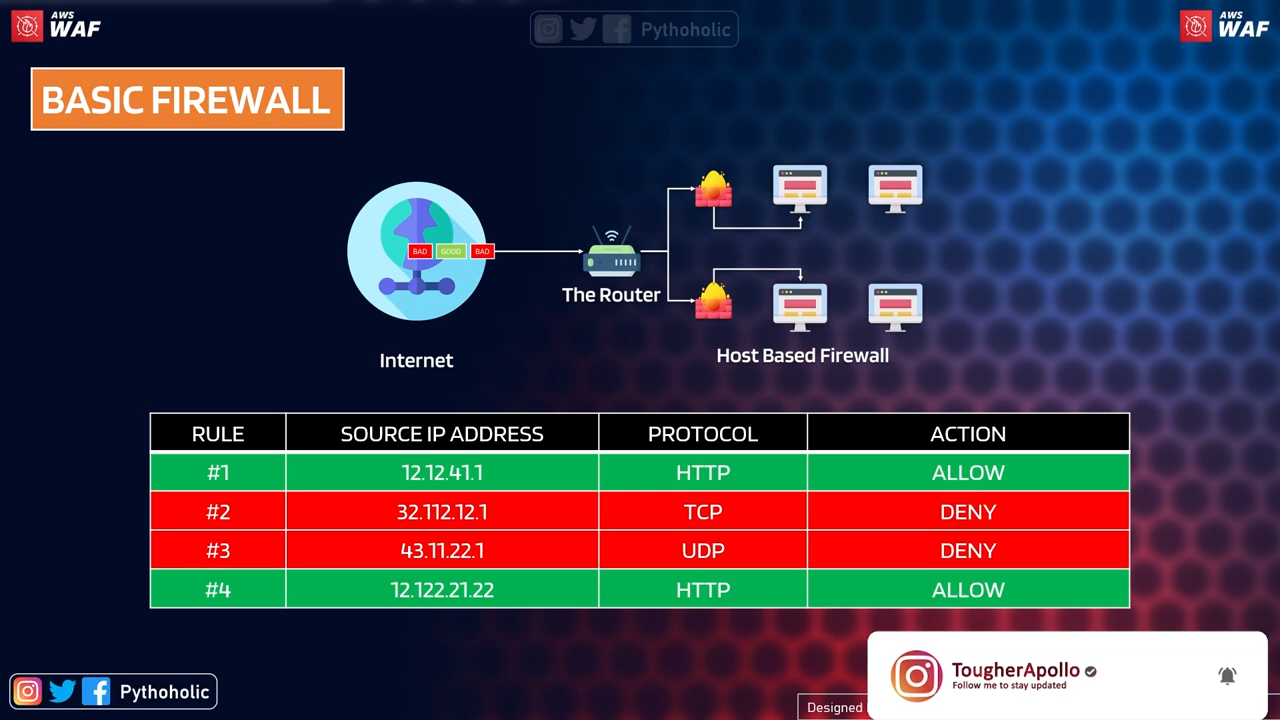 AWS
WAF
Pythoholic
AWS
WAF
BASIC FIREWALL
BAD
GOOD
BAD
The Router
Internet
Host Based Firewall
RULE SOURCE IP ADDRESS PROTOCOL ACTION
#1 12.12.41.1 HTTP ALLOW
#2 32.112.12.1 TCP DENY
#3 43.11.22.1 UDP DENY
#4 12.122.21.22 HTTP ALLOW
Pythoholic
TougherApollo
Follow me to stay updated
Designed